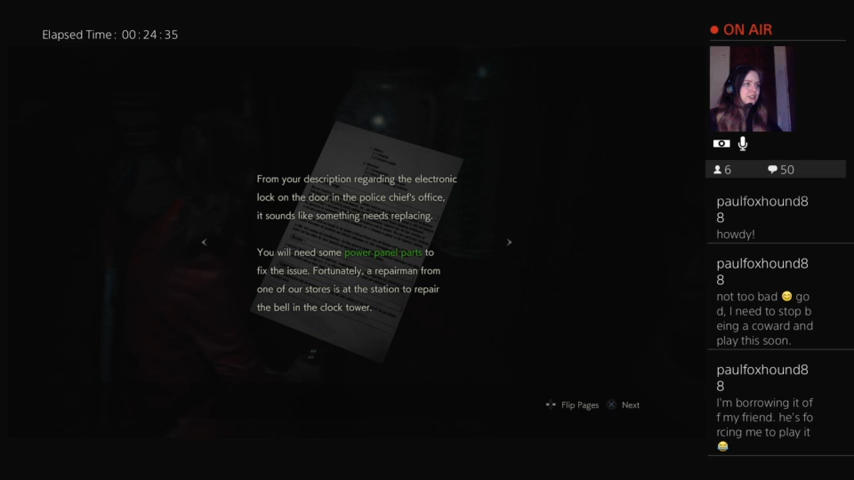 Elapsed Time: 00:24:35
ON AIR
6
50
From your description regarding the electronic
lock on the door in the police chief's office,
it sounds like something needs replacing.
You will need some power panel parts to
fix the issue. Fortunately, a repairman from
one of our stores is at the station to repair
the bell in the clock tower.
Flip Pages
Next
paulfoxhound8
8
howdy!
paulfoxhound8
8
not too bad 😊 go
d, I need to stop b
eing a coward and
play this soon.
paulfoxhound8
8
I'm borrowing it of
f my friend. he's fo
rcing me to play it
😂